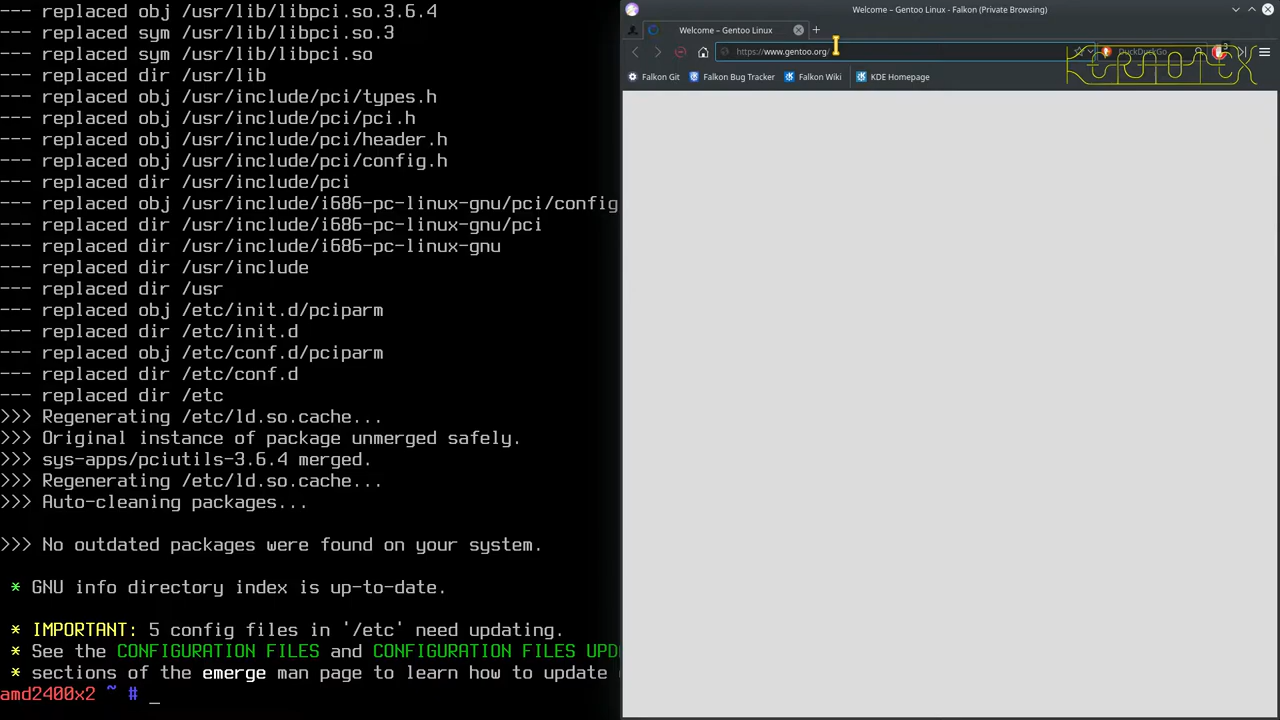 --- replaced obj /usr/lib/libpci.so.3.6.4
--- replaced sym /usr/lib/libpci.so.3
--- replaced sym /usr/lib/libpci.so
--- replaced dir /usr/lib
--- replaced obj /usr/include/pci/types.h
--- replaced obj /usr/include/pci/pci.h
--- replaced obj /usr/include/pci/header.h
--- replaced obj /usr/include/pci/config.h
--- replaced dir /usr/include/pci
--- replaced obj /usr/include/i686-pc-linux-gnu/pci/config
--- replaced dir /usr/include/i686-pc-linux-gnu/pci
--- replaced dir /usr/include/i686-pc-linux-gnu
--- replaced dir /usr/include
--- replaced dir /usr
--- replaced obj /etc/init.d/pciparm
--- replaced dir /etc/init.d
--- replaced obj /etc/conf.d/pciparm
--- replaced dir /etc/conf.d
--- replaced dir /etc
>>> Regenerating /etc/ld.so.cache...
>>> Original instance of package unmerged safely.
>>> sys-apps/pciutils-3.6.4 merged.
>>> Regenerating /etc/ld.so.cache...
>>> Auto-cleaning packages...
>>> No outdated packages were found on your system.
* GNU info directory index is up-to-date.
* IMPORTANT: 5 config files in '/etc' need updating.
* See the CONFIGURATION FILES and CONFIGURATION FILES UPD
* sections of the emerge man page to learn how to update
amd2400x2 ~ # _
Welcome – Gentoo Linux - Falkon (Private Browsing)
Welcome – Gentoo Linux
https://www.gentoo.org/
DuckDuckGo
3
Falkon Git
Falkon Bug Tracker
Falkon Wiki
KDE Homepage